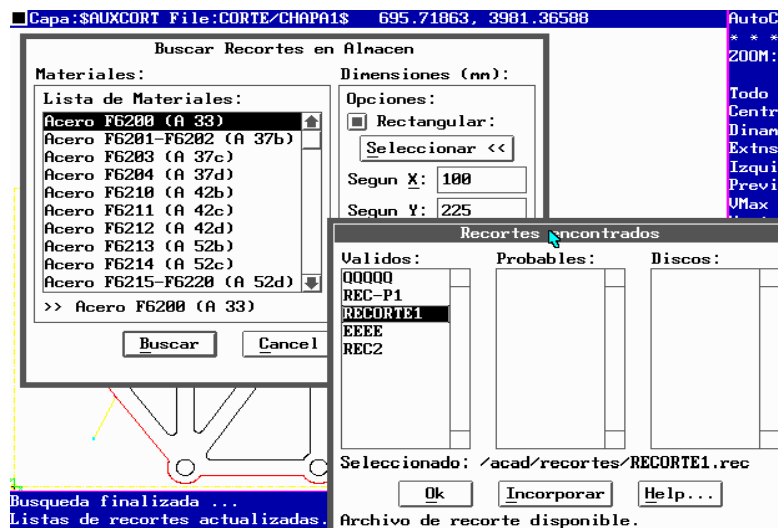 Capa:$AUXCORT File:CORTE/CHAPA1$ 695.71863, 3981.36588
AutoC
* * *
ZOOM:
Todo
Centr
Dinam
Extns
Izqui
Previ
VMax
Buscar Recortes en Almacen
Materiales:
Lista de Materiales:
Acero F6200 (A 33)
Acero F6201-F6202 (A 37b)
Acero F6203 (A 37c)
Acero F6204 (A 37d)
Acero F6210 (A 42b)
Acero F6211 (A 42c)
Acero F6212 (A 42d)
Acero F6213 (A 52b)
Acero F6214 (A 52c)
Acero F6215-F6220 (A 52d)
>> Acero F6200 (A 33)
Dimensiones (mm):
Opciones:
Rectangular:
Seleccionar <<
Segun X: 100
Segun Y: 225
Buscar
Cancel
Recortes encontrados
Validos:
QQQQQ
REC-P1
RECORTE1
EEEE
REC2
Probables:
Discos:
Seleccionado: /acad/recortes/RECORTE1.rec
Ok
Incorporar
Help...
Archivo de recorte disponible.
Busqueda finalizada ...
Listas de recortes actualizadas.